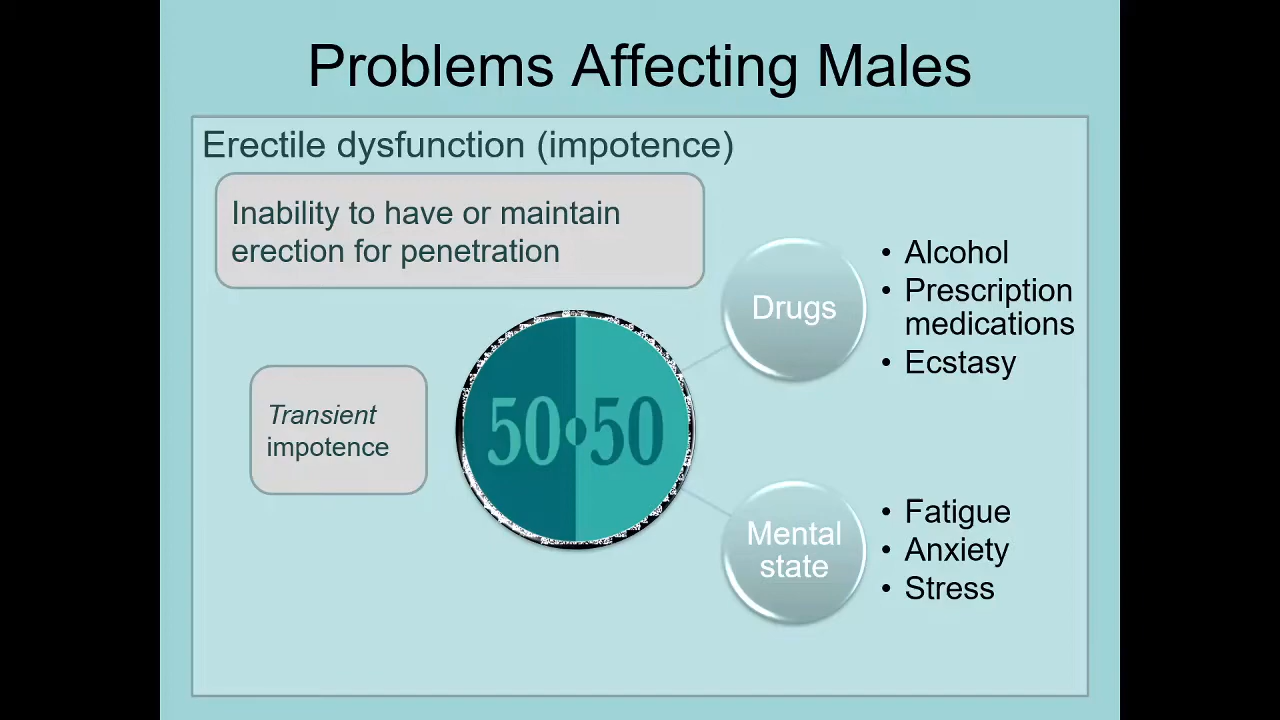 Problems Affecting Males
Erectile dysfunction (impotence)
Inability to have or maintain
erection for penetration
Transient
impotence
50•50
Drugs
• Alcohol
• Prescription
medications
• Ecstasy
Mental
state
• Fatigue
• Anxiety
• Stress